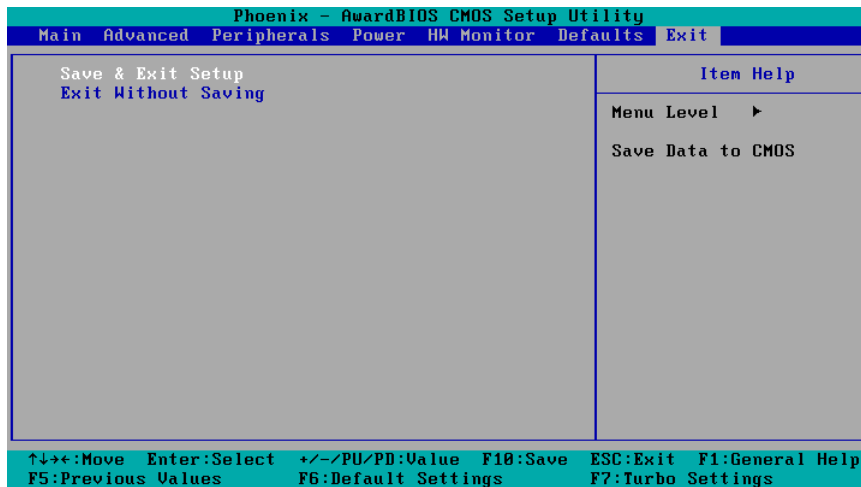 Phoenix - AwardBIOS CMOS Setup Utility
Main Advanced Peripherals Power HW Monitor Defaults Exit
Save & Exit Setup
Exit Without Saving
Item Help
Menu Level ▶
Save Data to CMOS
↑↓→←:Move Enter:Select +/-/PU/PD:Value F10:Save ESC:Exit F1:General Help
F5:Previous Values F6:Default Settings F7:Turbo Settings